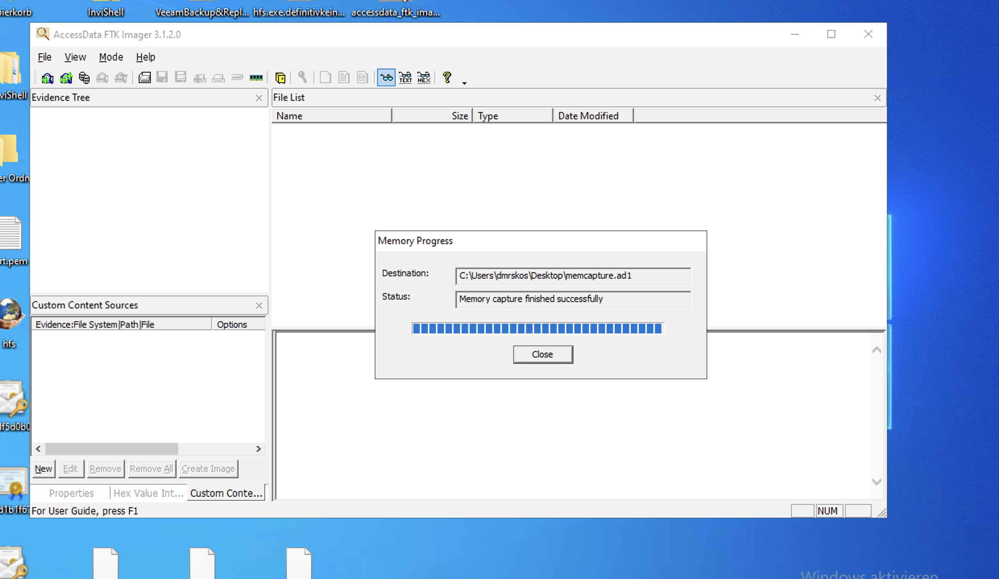 ierkorb
InviShell
VeeamBackup&Repl...
hfs.exe.definitivkein...
accessdata_ftk_ima...
AccessData FTK Imager 3.1.2.0
File View Mode Help
TEXT HEX DIR
viShell
Evidence Tree
File List
Name Size Type Date Modified
er Ordn
Memory Progress
Destination: C:\Users\dmrskos\Desktop\memcapture.ad1
Status: Memory capture finished successfully
Close
rt.pem
Custom Content Sources
Evidence:File System|Path|File Options
hfs
df5d0b0
New Edit Remove Remove All Create Image
Properties Hex Value Int... Custom Conte...
d1b1f67
For User Guide, press F1
NUM
Windows aktivieren